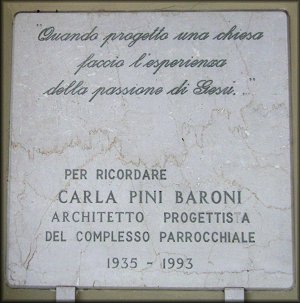 "Quando progetto una chiesa
faccio l'esperienza
della passione di Gesù..."
PER RICORDARE
CARLA PINI BARONI
ARCHITETTO PROGETTISTA
DEL COMPLESSO PARROCCHIALE
1935 - 1993